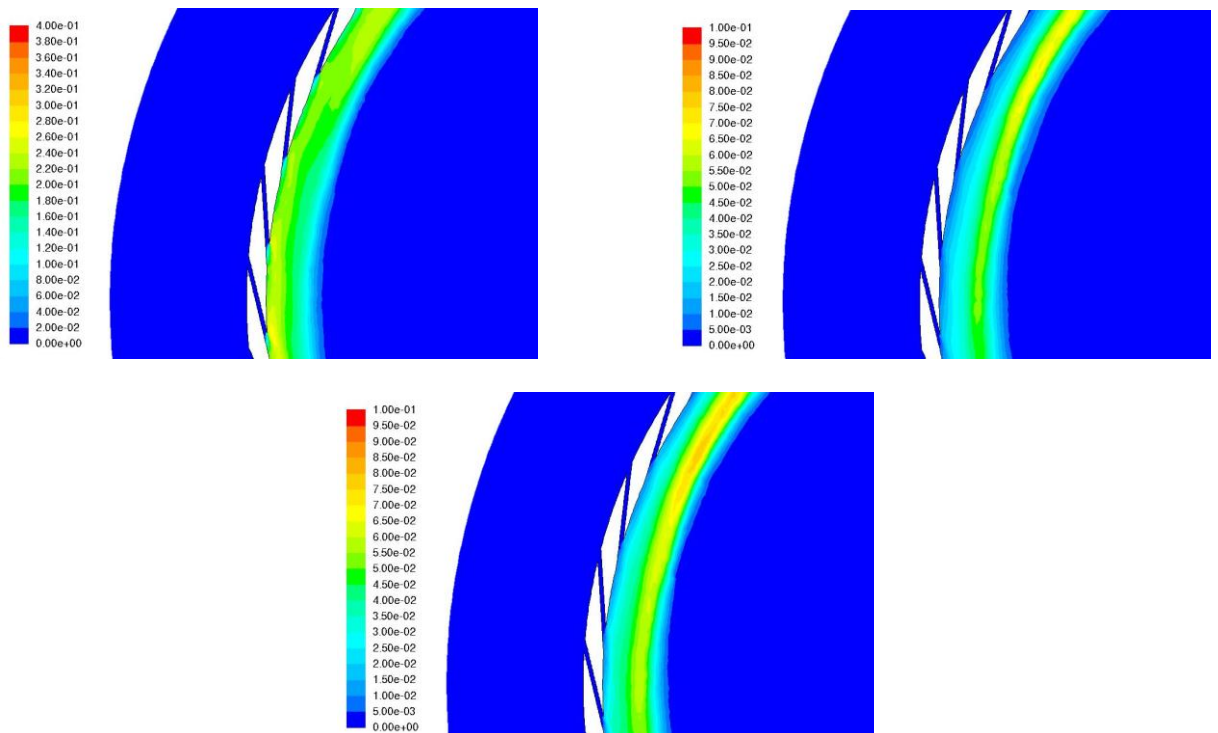 4.00e-01
3.80e-01
3.60e-01
3.40e-01
3.20e-01
3.00e-01
2.80e-01
2.60e-01
2.40e-01
2.20e-01
2.00e-01
1.80e-01
1.60e-01
1.40e-01
1.20e-01
1.00e-01
8.00e-02
6.00e-02
4.00e-02
2.00e-02
0.00e+00
1.00e-01
9.50e-02
9.00e-02
8.50e-02
8.00e-02
7.50e-02
7.00e-02
6.50e-02
6.00e-02
5.50e-02
5.00e-02
4.50e-02
4.00e-02
3.50e-02
3.00e-02
2.50e-02
2.00e-02
1.50e-02
1.00e-02
5.00e-03
0.00e+00
1.00e-01
9.50e-02
9.00e-02
8.50e-02
8.00e-02
7.50e-02
7.00e-02
6.50e-02
6.00e-02
5.50e-02
5.00e-02
4.50e-02
4.00e-02
3.50e-02
3.00e-02
2.50e-02
2.00e-02
1.50e-02
1.00e-02
5.00e-03
0.00e+00